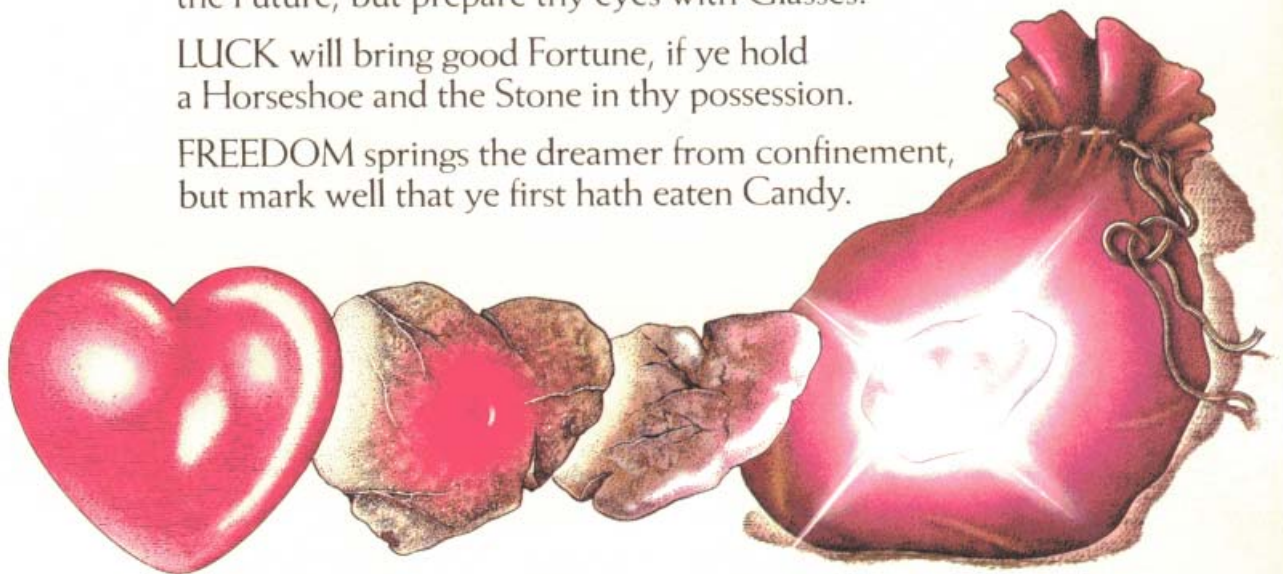 the Future, but prepare thy eyes with Glasses.
LUCK will bring good Fortune, if ye hold
a Horseshoe and the Stone in thy possession.
FREEDOM springs the dreamer from confinement,
but mark well that ye first hath eaten Candy.